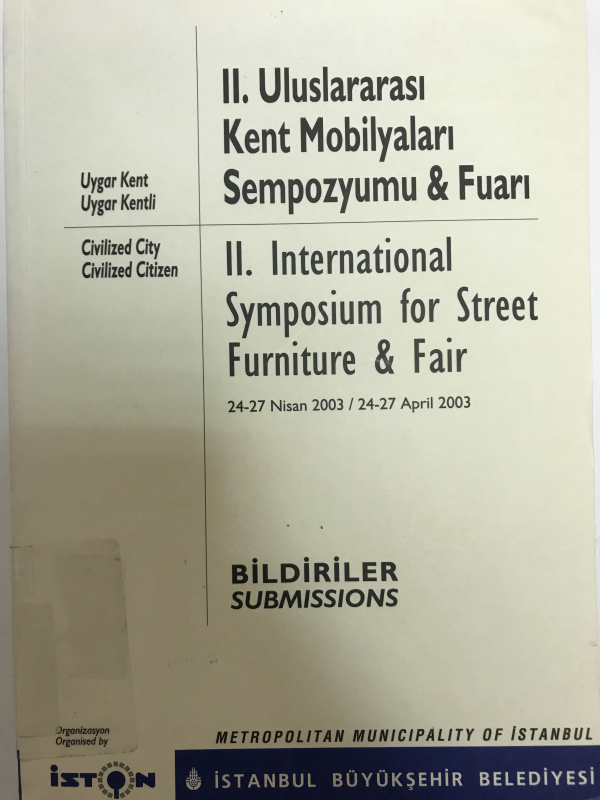 II. Uluslararası
Kent Mobilyaları
Sempozyumu & Fuarı
Uygar Kent
Uygar Kentli
Civilized City
Civilized Citizen
II. International
Symposium for Street
Furniture & Fair
24-27 Nisan 2003 / 24-27 April 2003
BİLDİRİLER
SUBMISSIONS
Organizasyon
Organised by
İSTON
METROPOLITAN MUNICIPALITY OF İSTANBUL
İSTANBUL BÜYÜKŞEHİR BELEDİYESİ